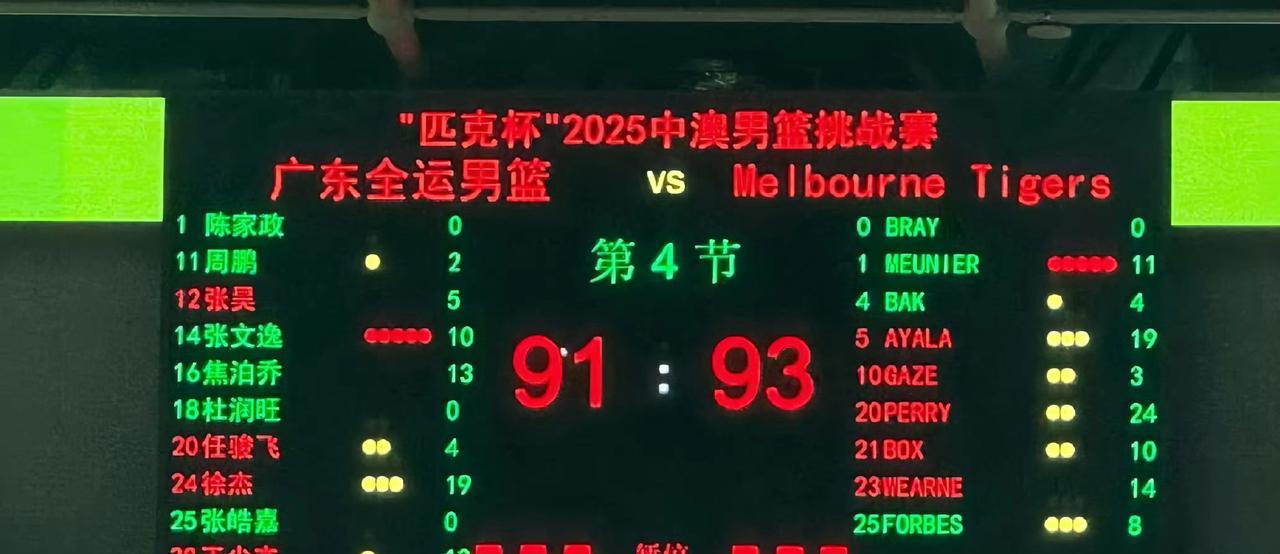 "匹克杯"2025中澳男篮挑战赛
广东全运男篮 VS Melbourne Tigers
1 陈家政 0
11 周鹏 2
12 张昊 5
14 张文逸 10
16 焦泊乔 13
18 杜润旺 0
20 任骏飞 4
24 徐杰 19
25 张皓嘉 0
第 4 节
91 : 93
0 BRAY 0
1 MEUNIER 11
4 BAK 4
5 AYALA 19
10 GAZE 3
20 PERRY 24
21 BOX 10
23 WEARNE 14
25 FORBES 8